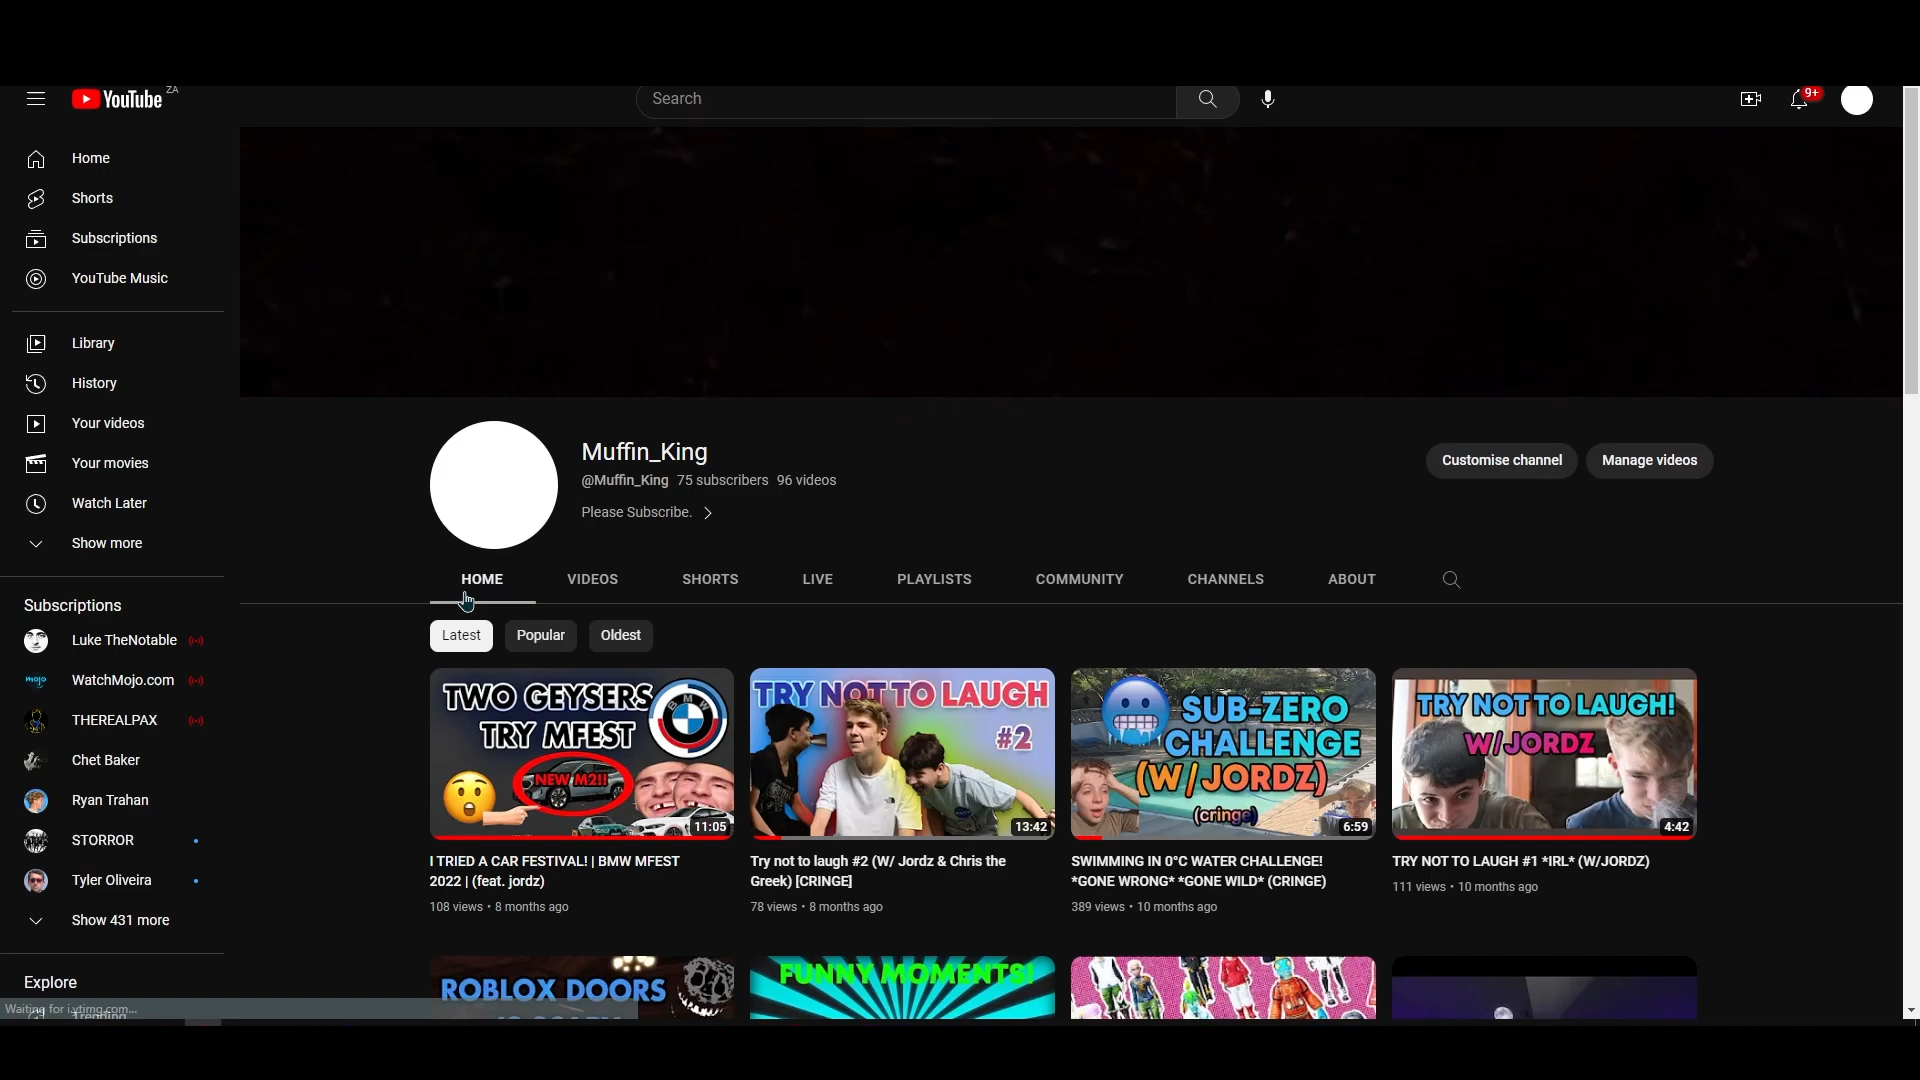 YouTube ZA
Search
9+
Home
Shorts
Subscriptions
YouTube Music
Library
History
Your videos
Your movies
Watch Later
Show more
Subscriptions
Luke TheNotable
mojo WatchMojo.com
THEREALPAX
Chet Baker
Ryan Trahan
STORROR
Tyler Oliveira
Show 431 more
Explore
Trending
Waiting for i.ytimg.com...
Muffin_King
@Muffin_King 75 subscribers 96 videos
Please Subscribe.
Customise channel Manage videos
HOME VIDEOS SHORTS LIVE PLAYLISTS COMMUNITY CHANNELS ABOUT
Latest Popular Oldest
TWO GEYSERS
TRY MFEST
BMW
NEW M2!!
11:05
I TRIED A CAR FESTIVAL! | BMW MFEST
2022 | (feat. jordz)
108 views • 8 months ago
TRY NOT TO LAUGH
#2
13:42
Try not to laugh #2 (W/ Jordz & Chris the
Greek) [CRINGE]
78 views • 8 months ago
SUB-ZERO
CHALLENGE
(W/JORDZ)
(cringe)
6:59
SWIMMING IN 0°C WATER CHALLENGE!
*GONE WRONG* *GONE WILD* (CRINGE)
389 views • 10 months ago
TRY NOT TO LAUGH!
W/JORDZ
4:42
TRY NOT TO LAUGH #1 *IRL* (W/JORDZ)
111 views • 10 months ago
ROBLOX DOORS
FUNNY MOMENTS!